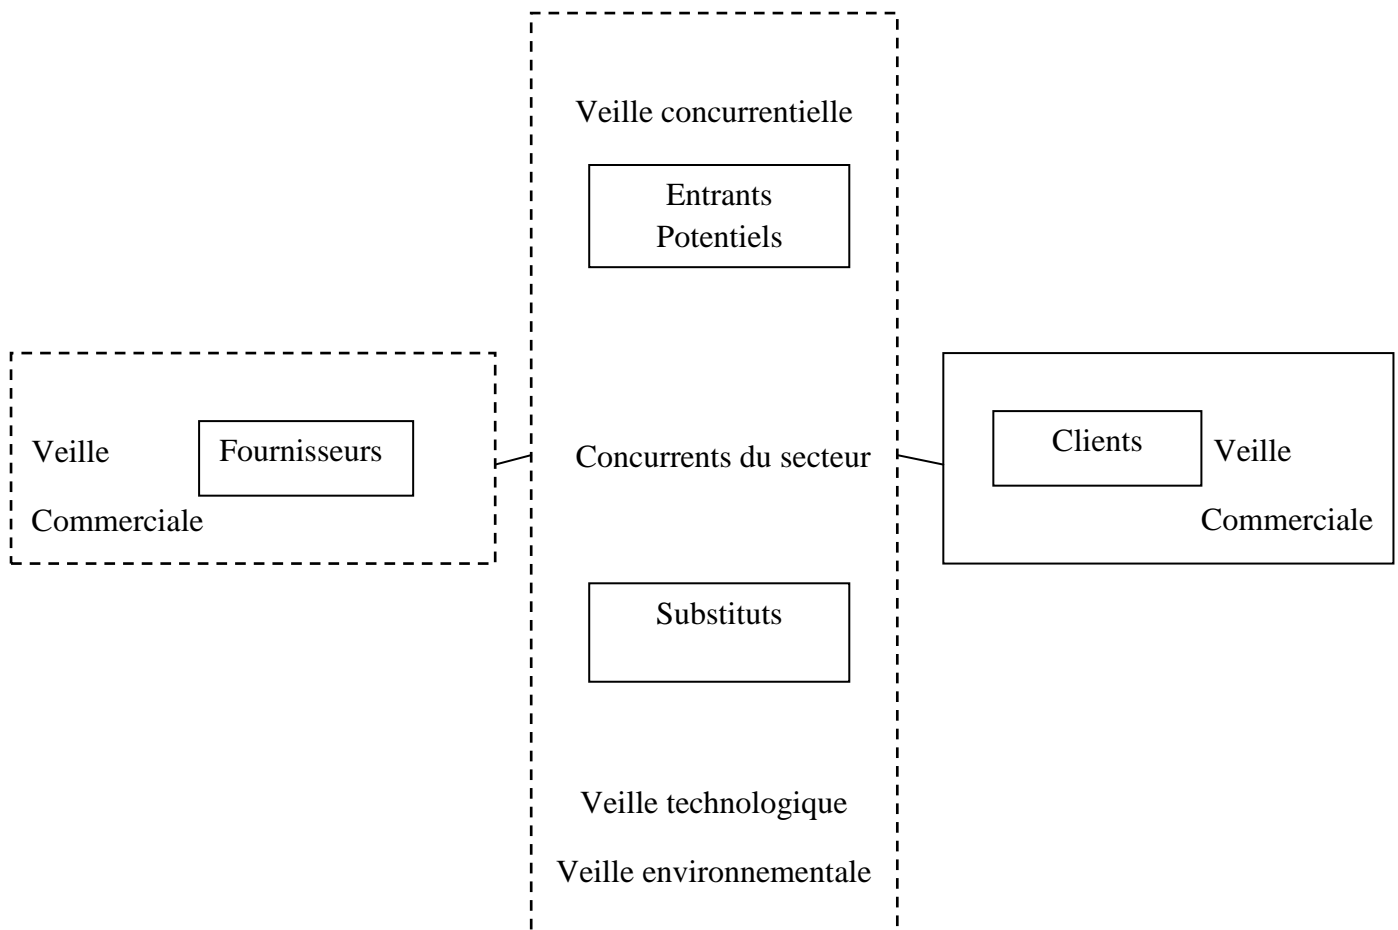 Veille concurrentielle
Entrants
Potentiels
Veille
Commerciale
Fournisseurs
Concurrents du secteur
Clients
Veille
Commerciale
Substituts
Veille technologique
Veille environnementale